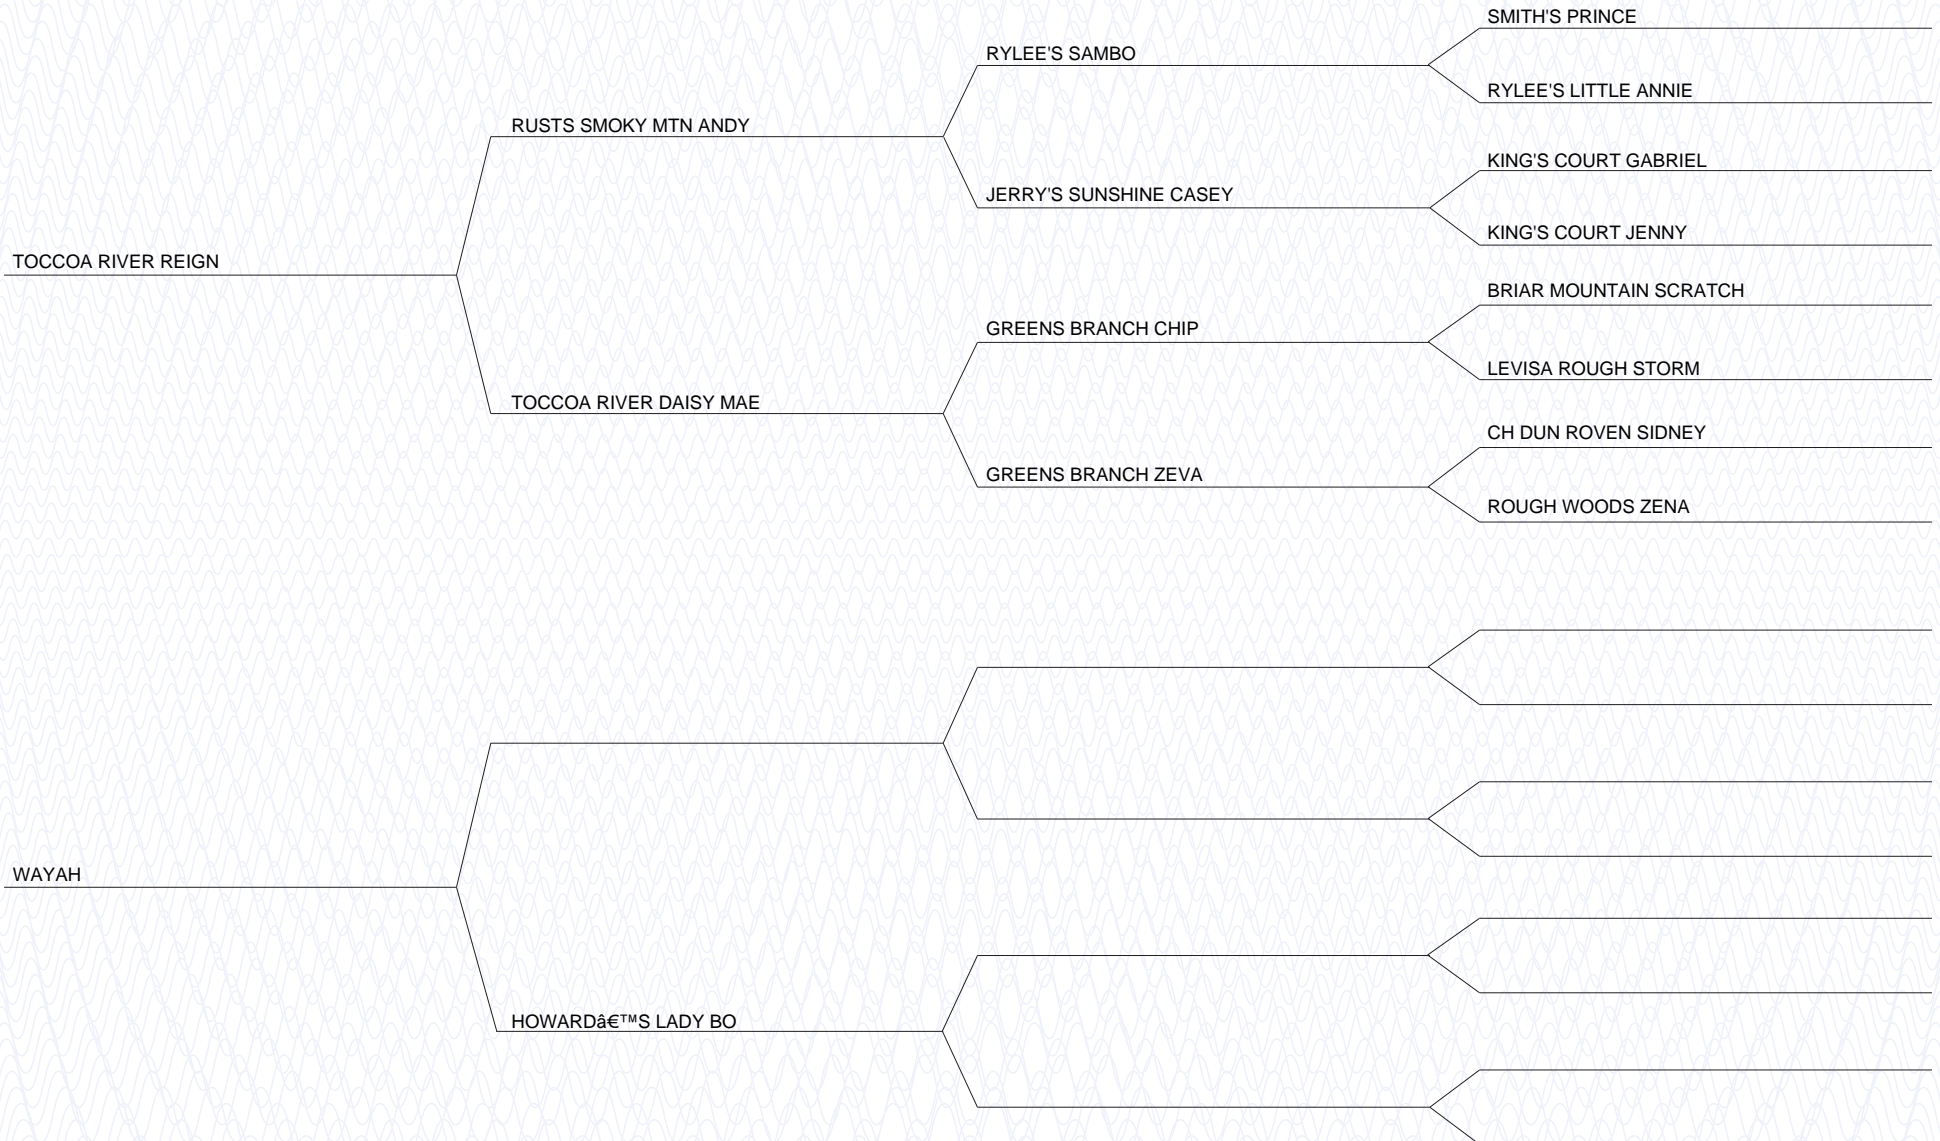 SMITH'S PRINCE
RYLEE'S SAMBO
RYLEE'S LITTLE ANNIE
RUSTS SMOKY MTN ANDY
KING'S COURT GABRIEL
JERRY'S SUNSHINE CASEY
KING'S COURT JENNY
TOCCOA RIVER REIGN
BRIAR MOUNTAIN SCRATCH
GREENS BRANCH CHIP
LEVISA ROUGH STORM
TOCCOA RIVER DAISY MAE
CH DUN ROVEN SIDNEY
GREENS BRANCH ZEVA
ROUGH WOODS ZENA
WAYAH
HOWARDâ€™S LADY BO